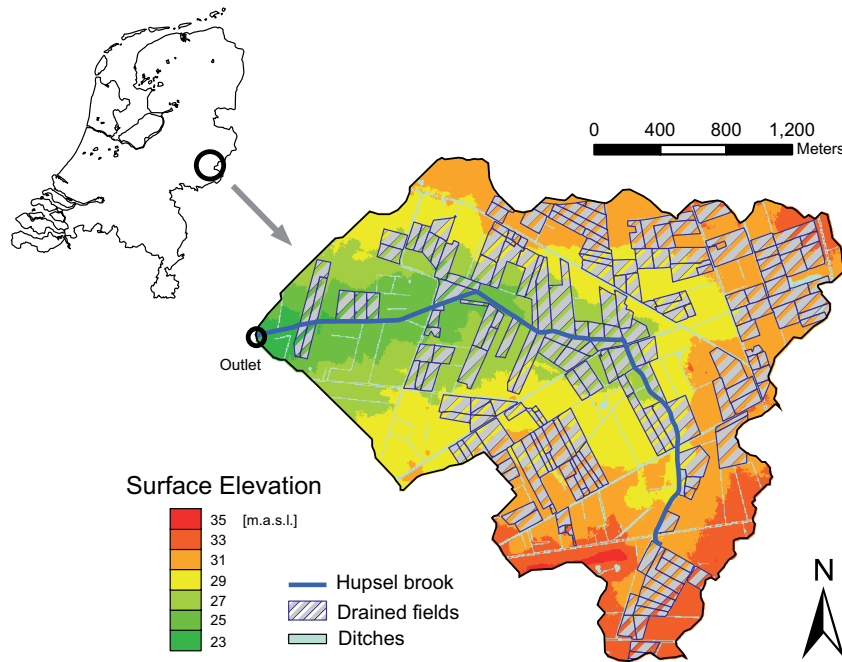 0 400 800 1,200
Meters
Outlet
Surface Elevation
35 [m.a.s.l.]
33
31
29
27
25
23
Hupsel brook
Drained fields
Ditches
N